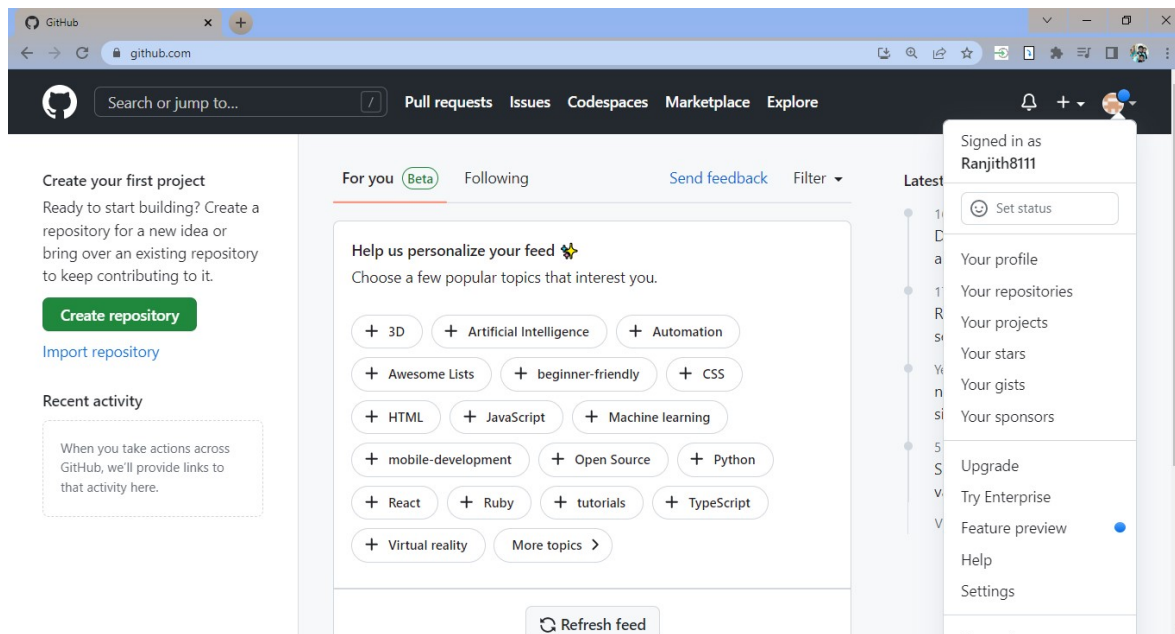 GitHub
github.com
Search or jump to... /
Pull requests Issues Codespaces Marketplace Explore
Create your first project
Ready to start building? Create a
repository for a new idea or
bring over an existing repository
to keep contributing to it.
Create repository
Import repository
Recent activity
When you take actions across
GitHub, we'll provide links to
that activity here.
For you Beta Following Send feedback Filter
Help us personalize your feed
Choose a few popular topics that interest you.
3D Artificial Intelligence Automation
Awesome Lists beginner-friendly CSS
HTML JavaScript Machine learning
mobile-development Open Source Python
React Ruby tutorials TypeScript
Virtual reality More topics
Refresh feed
Latest
Signed in as
Ranjith8111
Set status
Your profile
Your repositories
Your projects
Your stars
Your gists
Your sponsors
Upgrade
Try Enterprise
Feature preview
Help
Settings